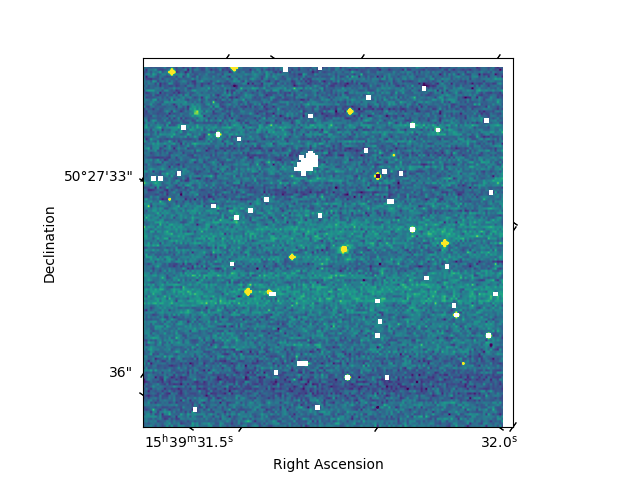 50°27'33"
Declination
36"
15ʰ39ᵐ31.5ˢ
32.0ˢ
Right Ascension